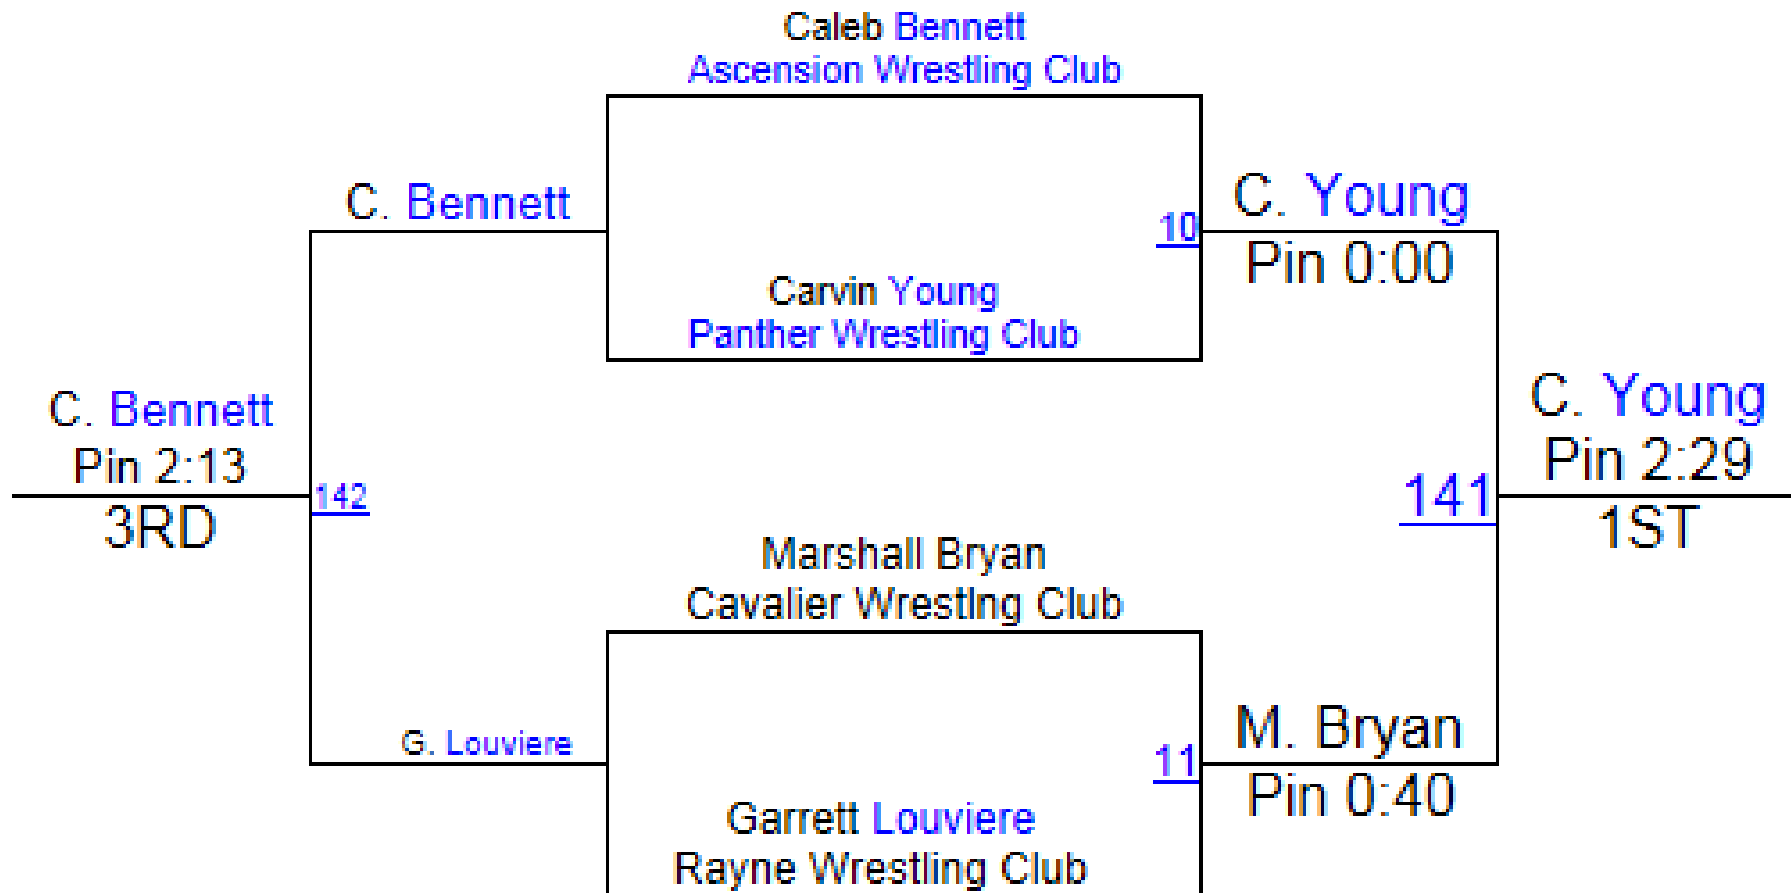 Caleb Bennett
Ascension Wrestling Club
C. Bennett
10
C. Young
Pin 0:00
Carvin Young
Panther Wrestling Club
C. Bennett
Pin 2:13
3RD
142
141
C. Young
Pin 2:29
1ST
Marshall Bryan
Cavalier Wrestlng Club
G. Louviere
11
M. Bryan
Pin 0:40
Garrett Louviere
Rayne Wrestling Club